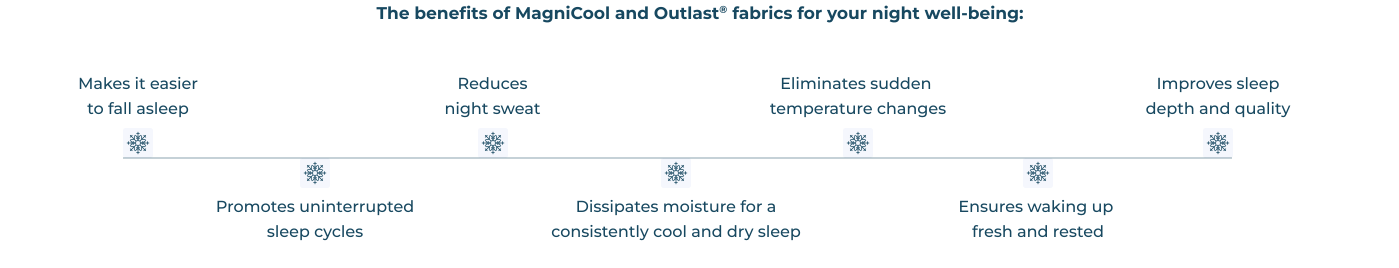 The benefits of MagniCool and Outlast® fabrics for your night well-being:
Makes it easier
to fall asleep
Promotes uninterrupted
sleep cycles
Reduces
night sweat
Dissipates moisture for a
consistently cool and dry sleep
Eliminates sudden
temperature changes
Ensures waking up
fresh and rested
Improves sleep
depth and quality